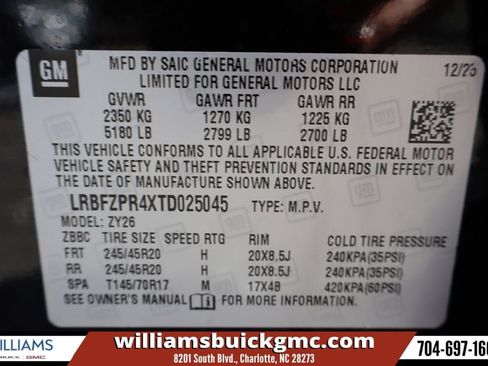 GM
MFD BY SAIC GENERAL MOTORS CORPORATION 12/25
LIMITED FOR GENERAL MOTORS LLC
GVWR GAWR FRT GAWR RR
2350 KG 1270 KG 1225 KG
5180 LB 2799 LB 2700 LB
THIS VEHICLE CONFORMS TO ALL APPLICABLE U.S. FEDERAL MOTOR
VEHICLE SAFETY AND THEFT PREVENTION STANDARDS IN EFFECT ON
THE DATE OF MANUFACTURE SHOWN ABOVE.
LRBFZPR4XTD025045 TYPE: M.P.V.
MODEL: ZY26
ZBBC TIRE SIZE SPEED RTG RIM COLD TIRE PRESSURE
FRT 245/45R20 H 20X8.5J 240KPA(35PSI)
RR 245/45R20 H 20X8.5J 240KPA(35PSI)
SPA T145/70R17 M 17X4B 420KPA(60PSI)
SEE OWNER'S MANUAL FOR MORE INFORMATION
WILLIAMS
BUICK GMC
williamsbuickgmc.com
8201 South Blvd., Charlotte, NC 28273
704-697-160